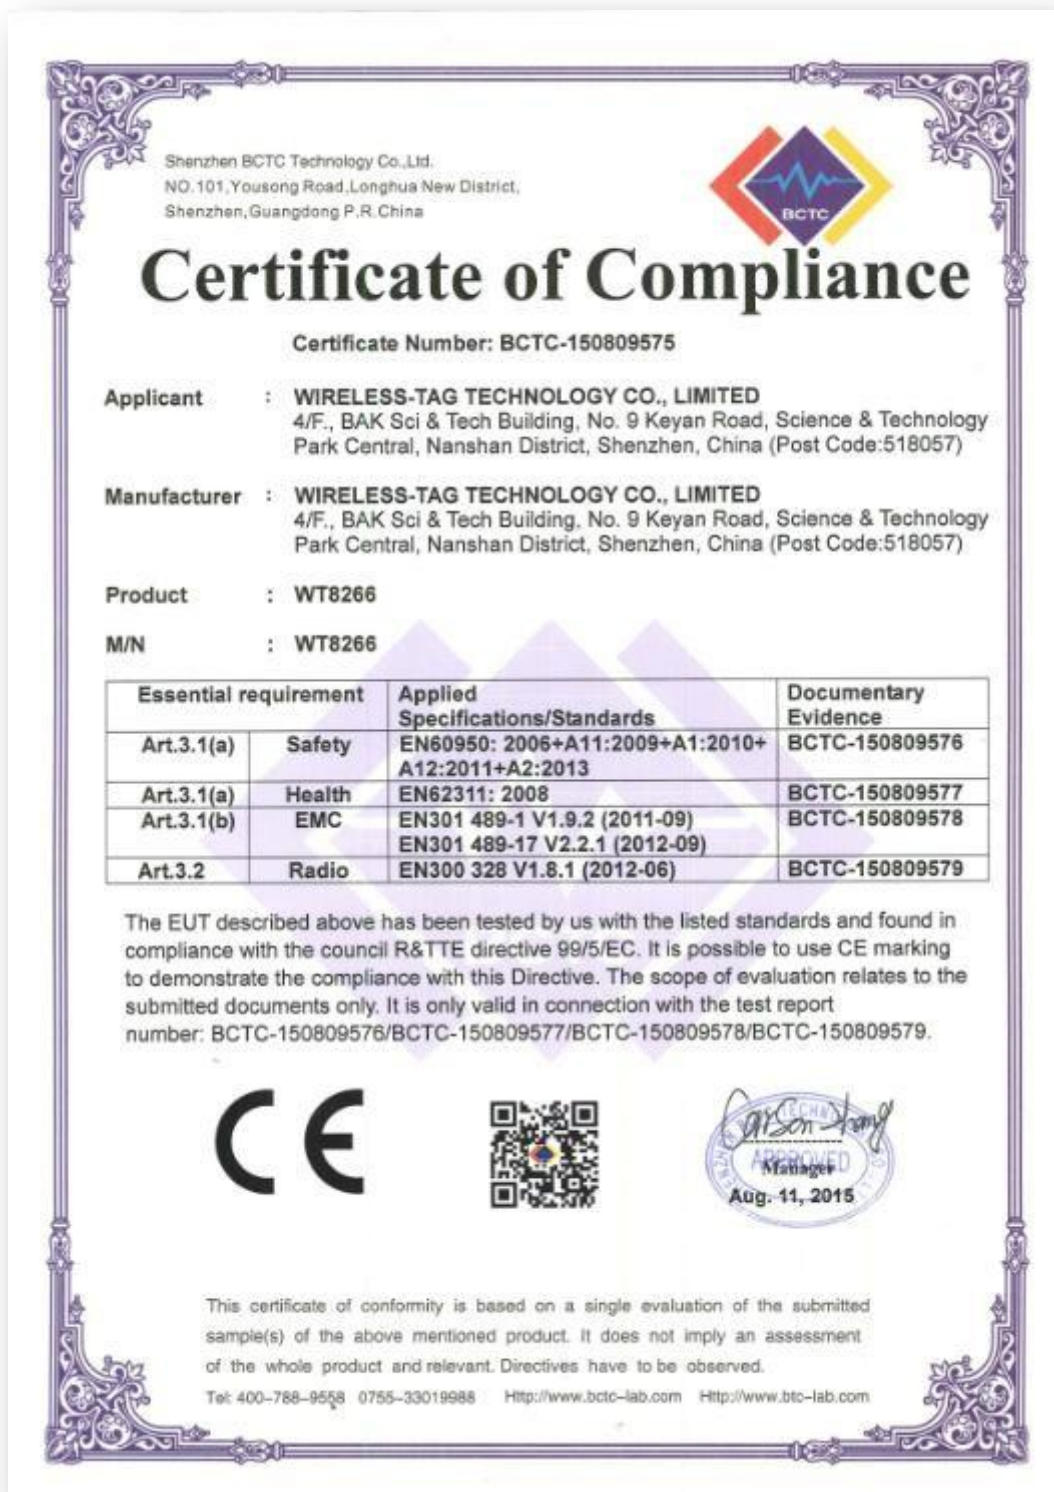 Shenzhen BCTC Technology Co.,Ltd.
NO.101,Yousong Road,Longhua New District,
Shenzhen,Guangdong P.R.China
BCTC
Certificate of Compliance
Certificate Number: BCTC-150809575
Applicant : WIRELESS-TAG TECHNOLOGY CO., LIMITED
4/F., BAK Sci & Tech Building, No. 9 Keyan Road, Science & Technology
Park Central, Nanshan District, Shenzhen, China (Post Code:518057)
Manufacturer : WIRELESS-TAG TECHNOLOGY CO., LIMITED
4/F., BAK Sci & Tech Building, No. 9 Keyan Road, Science & Technology
Park Central, Nanshan District, Shenzhen, China (Post Code:518057)
Product : WT8266
M/N : WT8266
Essential requirement Applied Documentary
Specifications/Standards Evidence
Art.3.1(a) Safety EN60950: 2006+A11:2009+A1:2010+ BCTC-150809576
A12:2011+A2:2013
Art.3.1(a) Health EN62311: 2008 BCTC-150809577
Art.3.1(b) EMC EN301 489-1 V1.9.2 (2011-09) BCTC-150809578
EN301 489-17 V2.2.1 (2012-09)
Art.3.2 Radio EN300 328 V1.8.1 (2012-06) BCTC-150809579
The EUT described above has been tested by us with the listed standards and found in
compliance with the council R&TTE directive 99/5/EC. It is possible to use CE marking
to demonstrate the compliance with this Directive. The scope of evaluation relates to the
submitted documents only. It is only valid in connection with the test report
number: BCTC-150809576/BCTC-150809577/BCTC-150809578/BCTC-150809579.
CE
APPROVED
Manager
Aug. 11, 2015
This certificate of conformity is based on a single evaluation of the submitted
sample(s) of the above mentioned product. It does not imply an assessment
of the whole product and relevant. Directives have to be observed.
Tel: 400-788-9558 0755-33019988 Http://www.bctc-lab.com Http://www.btc-lab.com